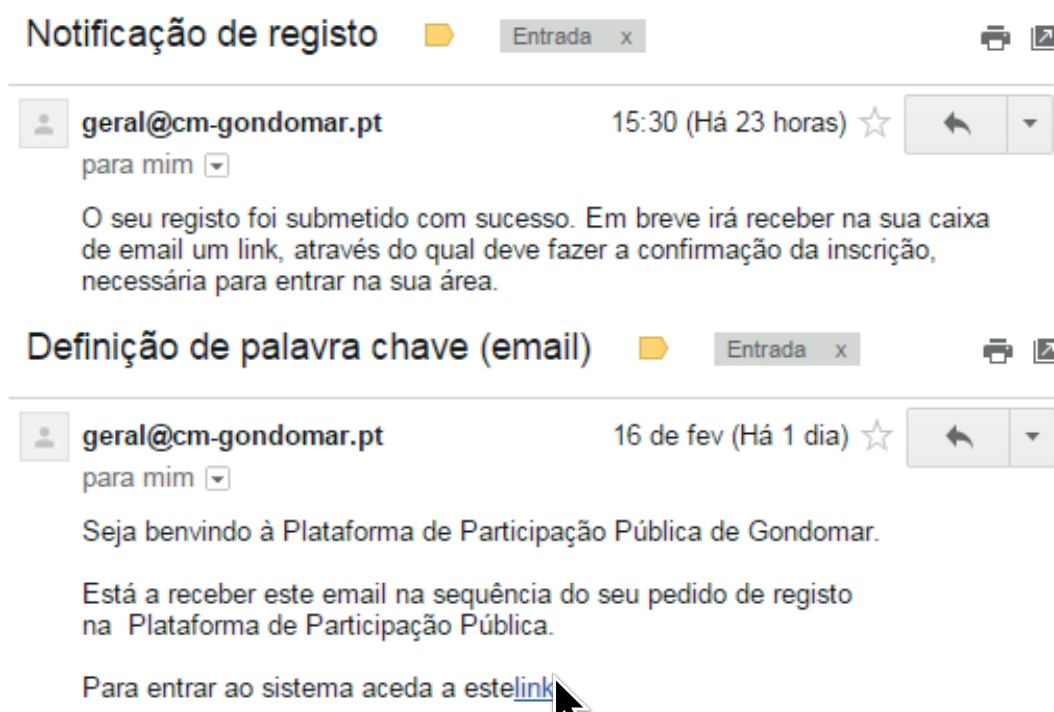 Notificação de registo
Entrada x
geral@cm-gondomar.pt
15:30 (Há 23 horas)
para mim
O seu registo foi submetido com sucesso. Em breve irá receber na sua caixa
de email um link, através do qual deve fazer a confirmação da inscrição,
necessária para entrar na sua área.
Definição de palavra chave (email)
Entrada x
geral@cm-gondomar.pt
16 de fev (Há 1 dia)
para mim
Seja benvindo à Plataforma de Participação Pública de Gondomar.
Está a receber este email na sequência do seu pedido de registo
na  Plataforma de Participação Pública.
Para entrar ao sistema aceda a estelink